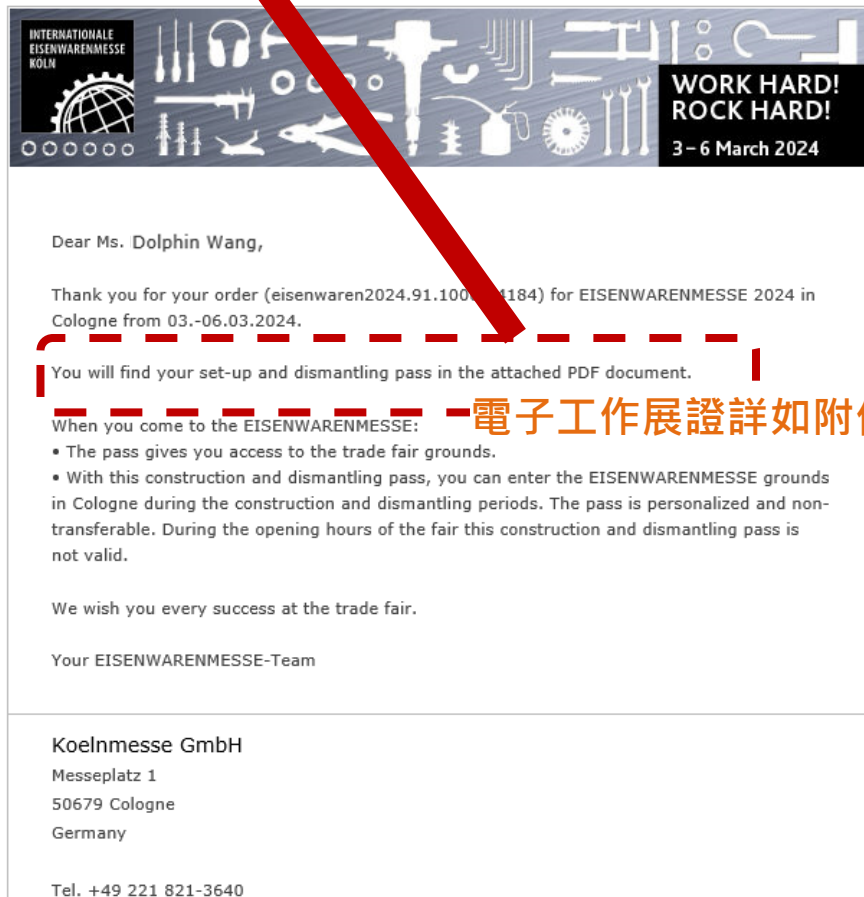 INTERNATIONALE
EISENWARENMESSE
KÖLN
WORK HARD!
ROCK HARD!
3–6 March 2024
Dear Ms. Dolphin Wang,
Thank you for your order (eisenwaren2024.91.100 4184) for EISENWARENMESSE 2024 in
Cologne from 03.-06.03.2024.
You will find your set-up and dismantling pass in the attached PDF document.
電子工作展證詳如附
When you come to the EISENWARENMESSE:
• The pass gives you access to the trade fair grounds.
• With this construction and dismantling pass, you can enter the EISENWARENMESSE grounds
in Cologne during the construction and dismantling periods. The pass is personalized and non-
transferable. During the opening hours of the fair this construction and dismantling pass is
not valid.
We wish you every success at the trade fair.
Your EISENWARENMESSE-Team
Koelnmesse GmbH
Messeplatz 1
50679 Cologne
Germany
Tel. +49 221 821-3640